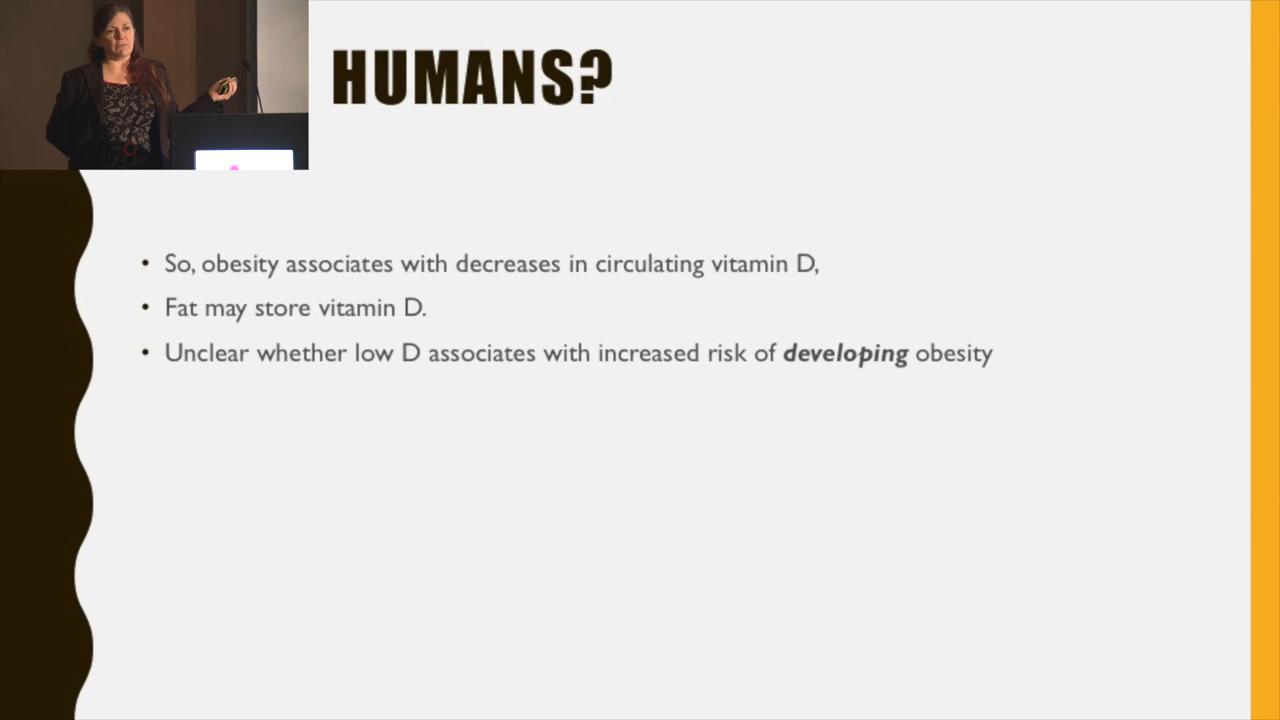 HUMANS?
• So, obesity associates with decreases in circulating vitamin D,
• Fat may store vitamin D.
• Unclear whether low D associates with increased risk of developing obesity